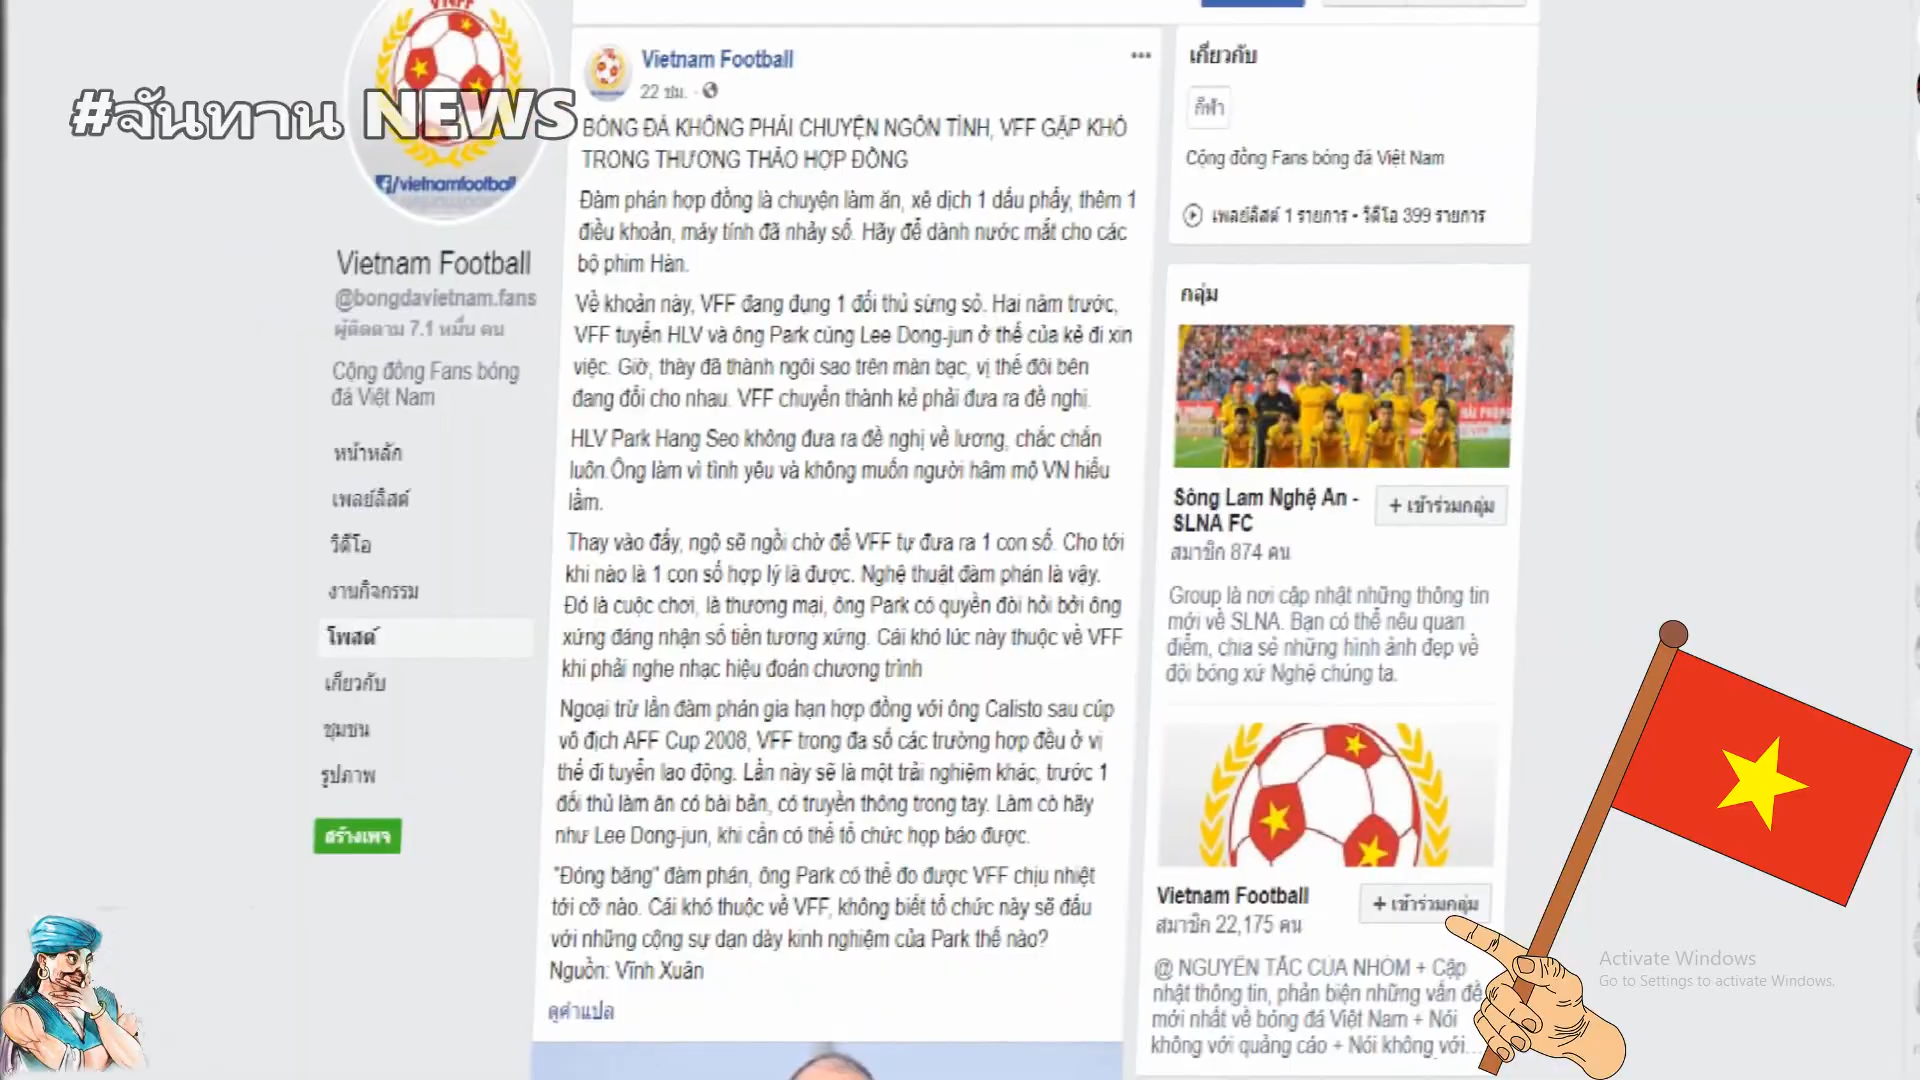 VNFF
f/vietnamfootball
#จันทาน NEWS
Vietnam Football
@bongdavietnam.fans
ผู้ติดตาม 7.1 หมื่น คน
Cộng đồng Fans bóng
đá Việt Nam
หน้าหลัก
เพลย์ลิสต์
วิดีโอ
งานกิจกรรม
โพสต์
เกี่ยวกับ
ชุมชน
รูปภาพ
สร้างเพจ
Vietnam Football
22 ชม.
BÓNG ĐÁ KHÔNG PHẢI CHUYỆN NGÔN TÌNH, VFF GẶP KHÓ
TRONG THƯƠNG THẢO HỢP ĐỒNG
Đàm phán hợp đồng là chuyện làm ăn, xê dịch 1 dấu phẩy, thêm 1
điều khoản, máy tính đã nhảy số. Hãy để dành nước mắt cho các
bộ phim Hàn.
Về khoản này, VFF đang đụng 1 đối thủ sừng sỏ. Hai năm trước,
VFF tuyển HLV và ông Park cùng Lee Dong-jun ở thế của kẻ đi xin
việc. Giờ, thày đã thành ngôi sao trên màn bạc, vị thế đôi bên
đang đổi cho nhau. VFF chuyển thành kẻ phải đưa ra đề nghị.
HLV Park Hang Seo không đưa ra đề nghị về lương, chắc chắn
luôn.Ông làm vì tình yêu và không muốn người hâm mộ VN hiểu
lầm.
Thay vào đấy, ngộ sẽ ngồi chờ để VFF tự đưa ra 1 con số. Cho tới
khi nào là 1 con số hợp lý là được. Nghệ thuật đàm phán là vậy.
Đó là cuộc chơi, là thương mại, ông Park có quyền đòi hỏi bởi ông
xứng đáng nhận số tiền tương xứng. Cái khó lúc này thuộc về VFF
khi phải nghe nhạc hiệu đoán chương trình
Ngoại trừ lần đàm phán gia hạn hợp đồng với ông Calisto sau cúp
vô địch AFF Cup 2008, VFF trong đa số các trường hợp đều ở vị
thế đi tuyển lao động. Lần này sẽ là một trải nghiệm khác, trước 1
đối thủ làm ăn có bài bản, có truyền thông trong tay. Làm cò hãy
như Lee Dong-jun, khi cần có thể tổ chức họp báo được.
"Đóng băng" đàm phán, ông Park có thể đo được VFF chịu nhiệt
tới cỡ nào. Cái khó thuộc về VFF, không biết tổ chức này sẽ đấu
với những cộng sự dạn dày kinh nghiệm của Park thế nào?
Nguồn: Vĩnh Xuân
ดูคำแปล
เกี่ยวกับ
กีฬา
Cộng đồng Fans bóng đá Việt Nam
เพลย์ลิสต์ 1 รายการ • วิดีโอ 399 รายการ
กลุ่ม
Sông Lam Nghệ An -
SLNA FC
+ เข้าร่วมกลุ่ม
สมาชิก 874 คน
Group là nơi cập nhật những thông tin
mới về SLNA. Bạn có thể nêu quan
điểm, chia sẻ những hình ảnh đẹp về
đội bóng xứ Nghệ chúng ta.
Vietnam Football
+ เข้าร่วมกลุ่ม
สมาชิก 22,175 คน
@ NGUYÊN TẮC CỦA NHÓM + Cập
nhật thông tin, phản biện những vấn đề
mới nhất về bóng đá Việt Nam + Nói
không với quảng cáo + Nói không với...
Activate Windows
Go to Settings to activate Windows.